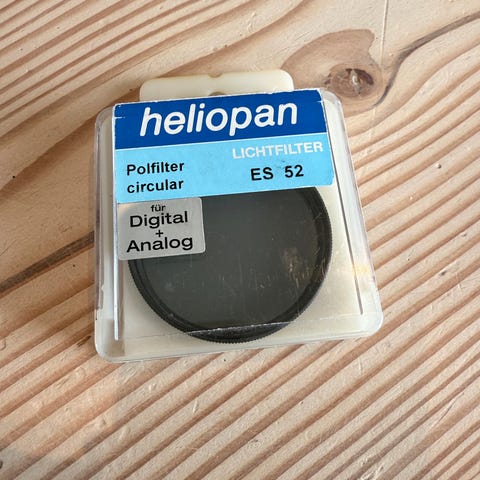 heliopan
LICHTFILTER
Polfilter
circular
ES 52
für
Digital
+
Analog